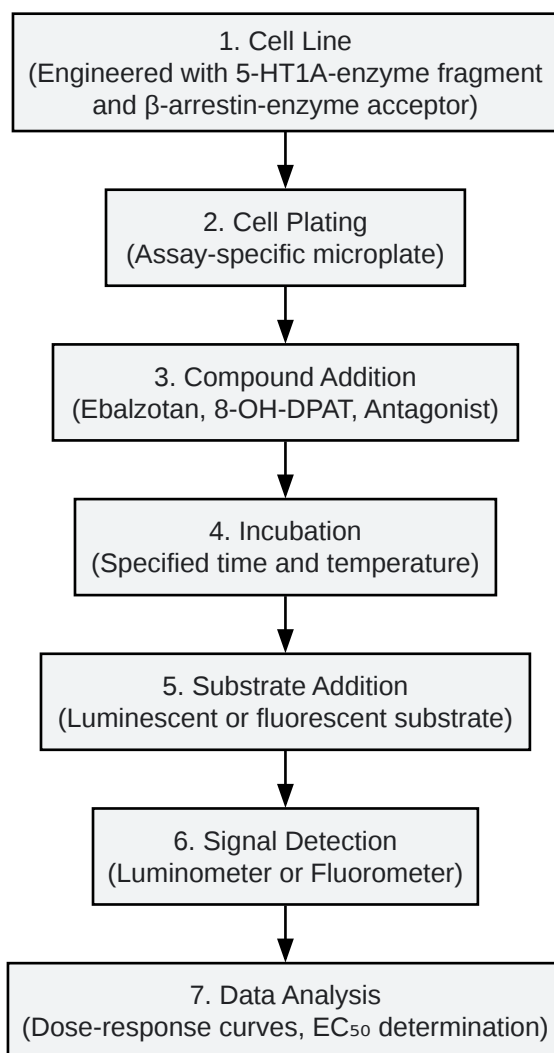 1. Cell Line
(Engineered with 5-HT1A-enzyme fragment
and β-arrestin-enzyme acceptor)
2. Cell Plating
(Assay-specific microplate)
3. Compound Addition
(Ebalzotan, 8-OH-DPAT, Antagonist)
4. Incubation
(Specified time and temperature)
5. Substrate Addition
(Luminescent or fluorescent substrate)
6. Signal Detection
(Luminometer or Fluorometer)
7. Data Analysis
(Dose-response curves, EC₅₀ determination)